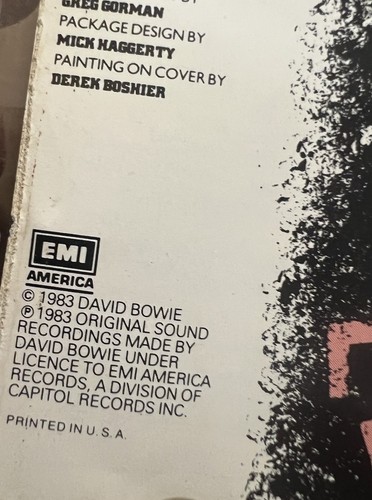 GREG GORMAN
PACKAGE DESIGN BY
MICK HAGGERTY
PAINTING ON COVER BY
DEREK BOSHIER
EMI
AMERICA
© 1983 DAVID BOWIE
℗ 1983 ORIGINAL SOUND
RECORDINGS MADE BY
DAVID BOWIE UNDER
LICENCE TO EMI AMERICA
RECORDS, A DIVISION OF
CAPITOL RECORDS INC.
PRINTED IN U. S. A.